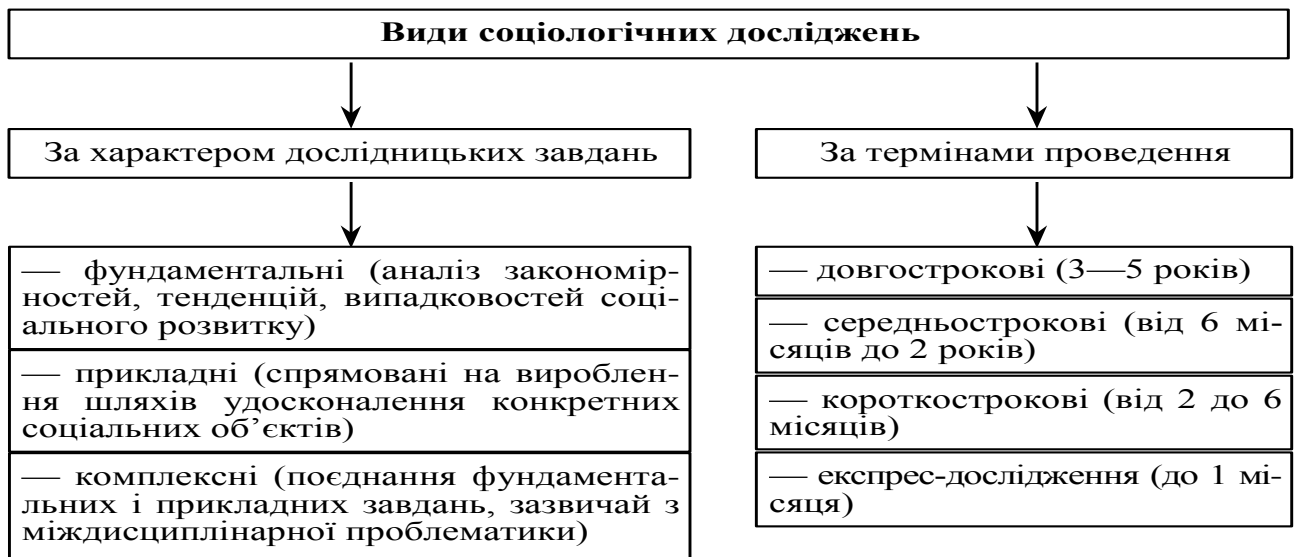 Види соціологічних досліджень
За характером дослідницьких завдань
— фундаментальні (аналіз закономір-
ностей, тенденцій, випадковостей соці-
ального розвитку)
— прикладні (спрямовані на вироблен-
ня шляхів удосконалення конкретних
соціальних об’єктів)
— комплексні (поєднання фундамента-
льних і прикладних завдань, зазвичай з
міждисциплінарної проблематики)
За термінами проведення
— довгострокові (3—5 років)
— середньострокові (від 6 мі-
сяців до 2 років)
— короткострокові (від 2 до 6
місяців)
— експрес-дослідження (до 1 мі-
сяця)